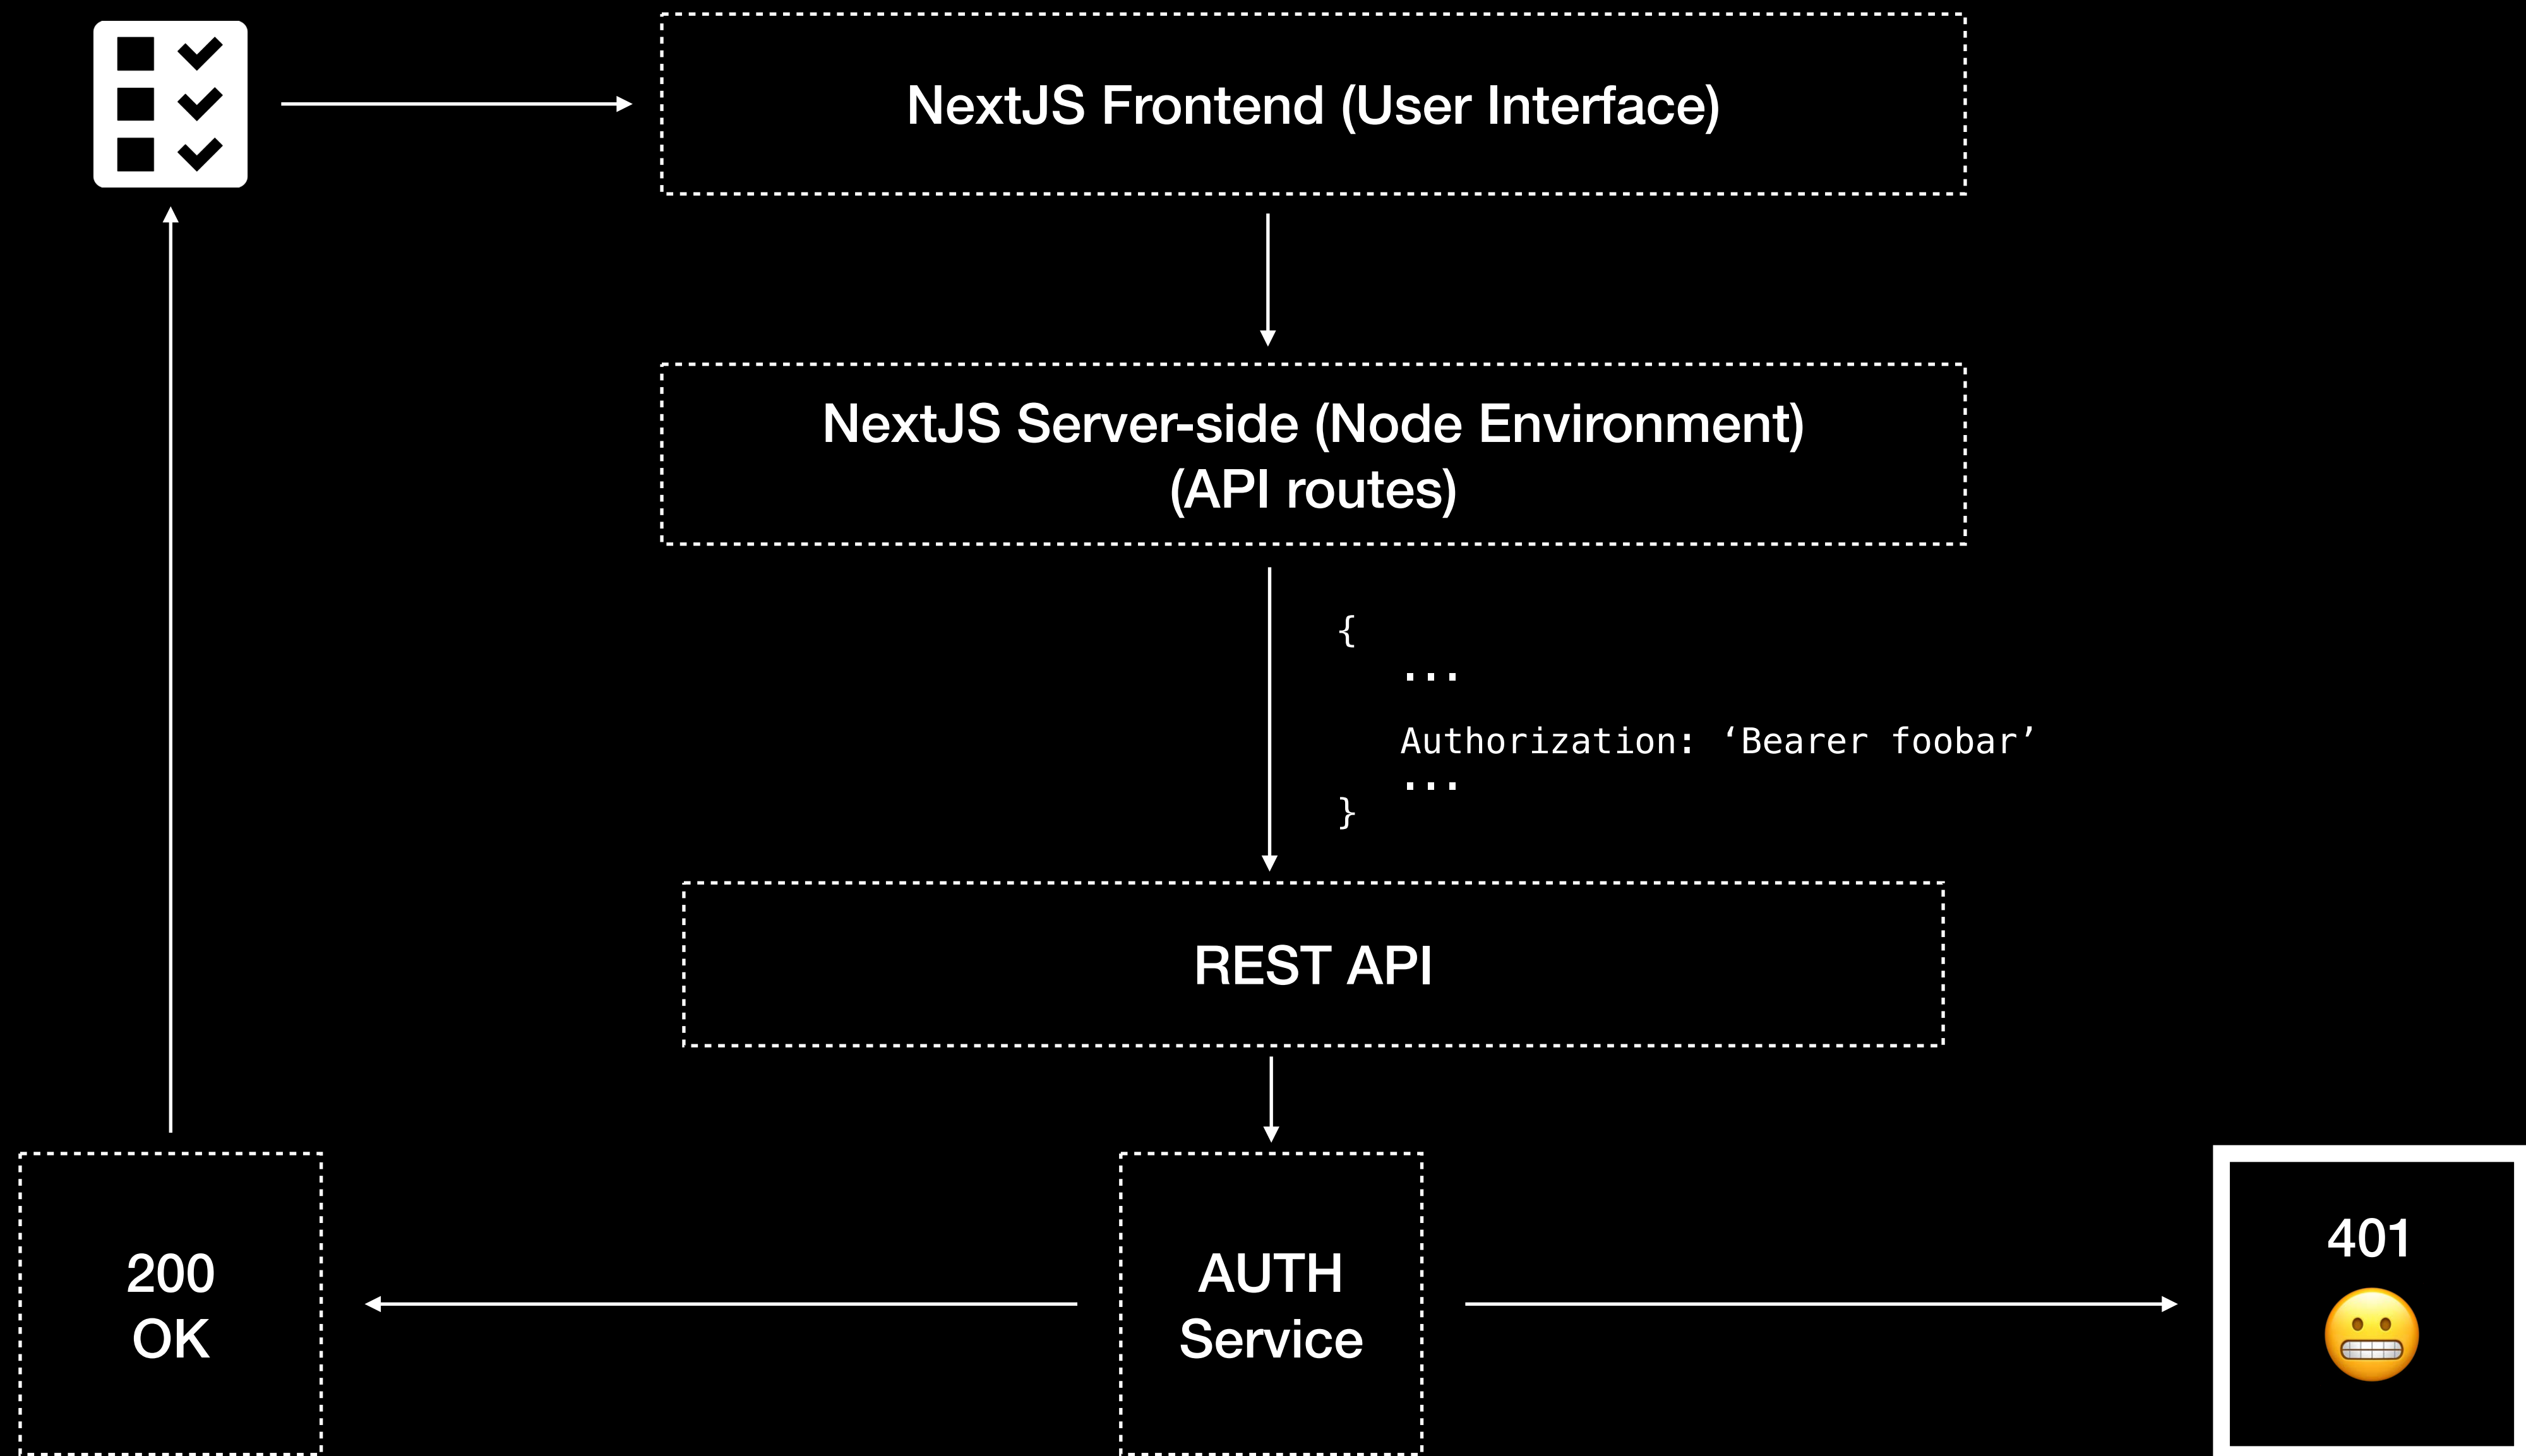 NextJS Frontend (User Interface)
NextJS Server-side (Node Environment)
(API routes)
{
...
Authorization: ‘Bearer foobar’
...
}
REST API
200
OK
AUTH
Service
401